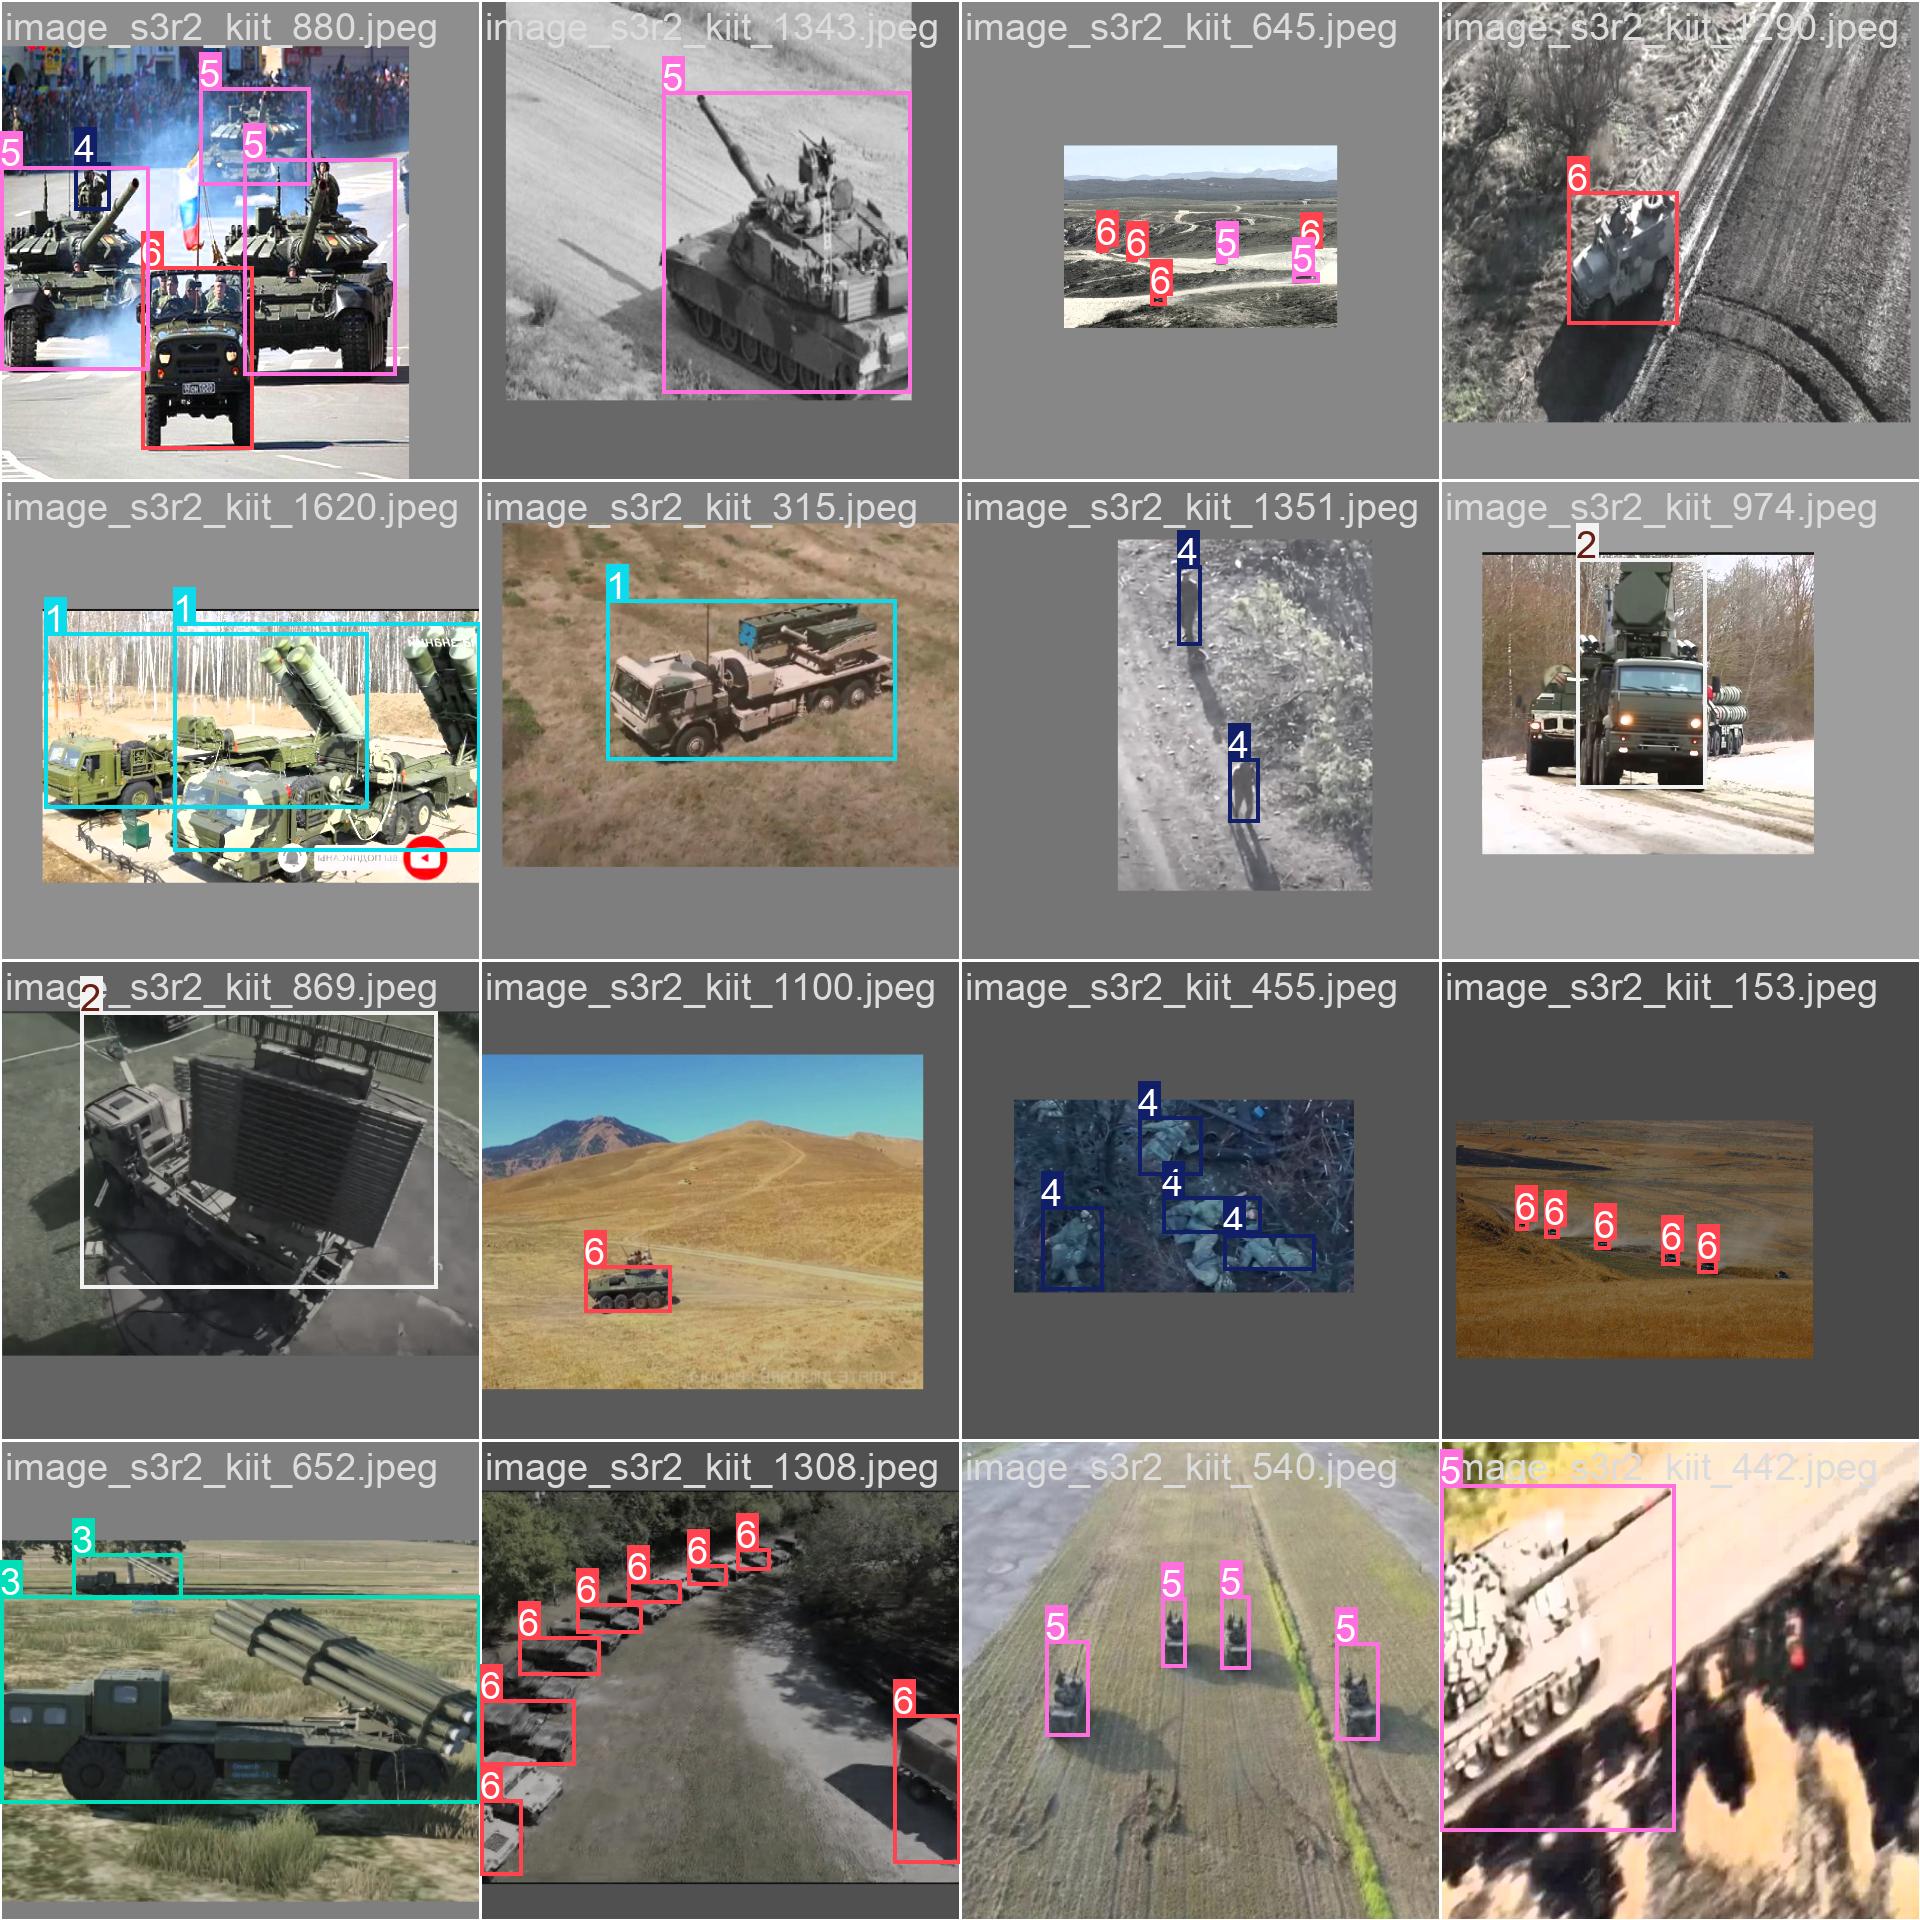 image_s3r2_kiit_880.jpeg
5
5
4
5
6
image_s3r2_kiit_1343.jpeg
5
image_s3r2_kiit_645.jpeg
6
6
5
6
5
6
image_s3r2_kiit_1290.jpeg
6
image_s3r2_kiit_1620.jpeg
1
1
image_s3r2_kiit_315.jpeg
1
image_s3r2_kiit_1351.jpeg
4
4
image_s3r2_kiit_974.jpeg
2
image_s3r2_kiit_869.jpeg
2
image_s3r2_kiit_1100.jpeg
6
image_s3r2_kiit_455.jpeg
4
4
4
4
image_s3r2_kiit_153.jpeg
6
6
6
6
6
image_s3r2_kiit_652.jpeg
3
3
image_s3r2_kiit_1308.jpeg
6
6
6
6
6
6
6
6
image_s3r2_kiit_540.jpeg
5
5
5
5
image_s3r2_kiit_442.jpeg
5